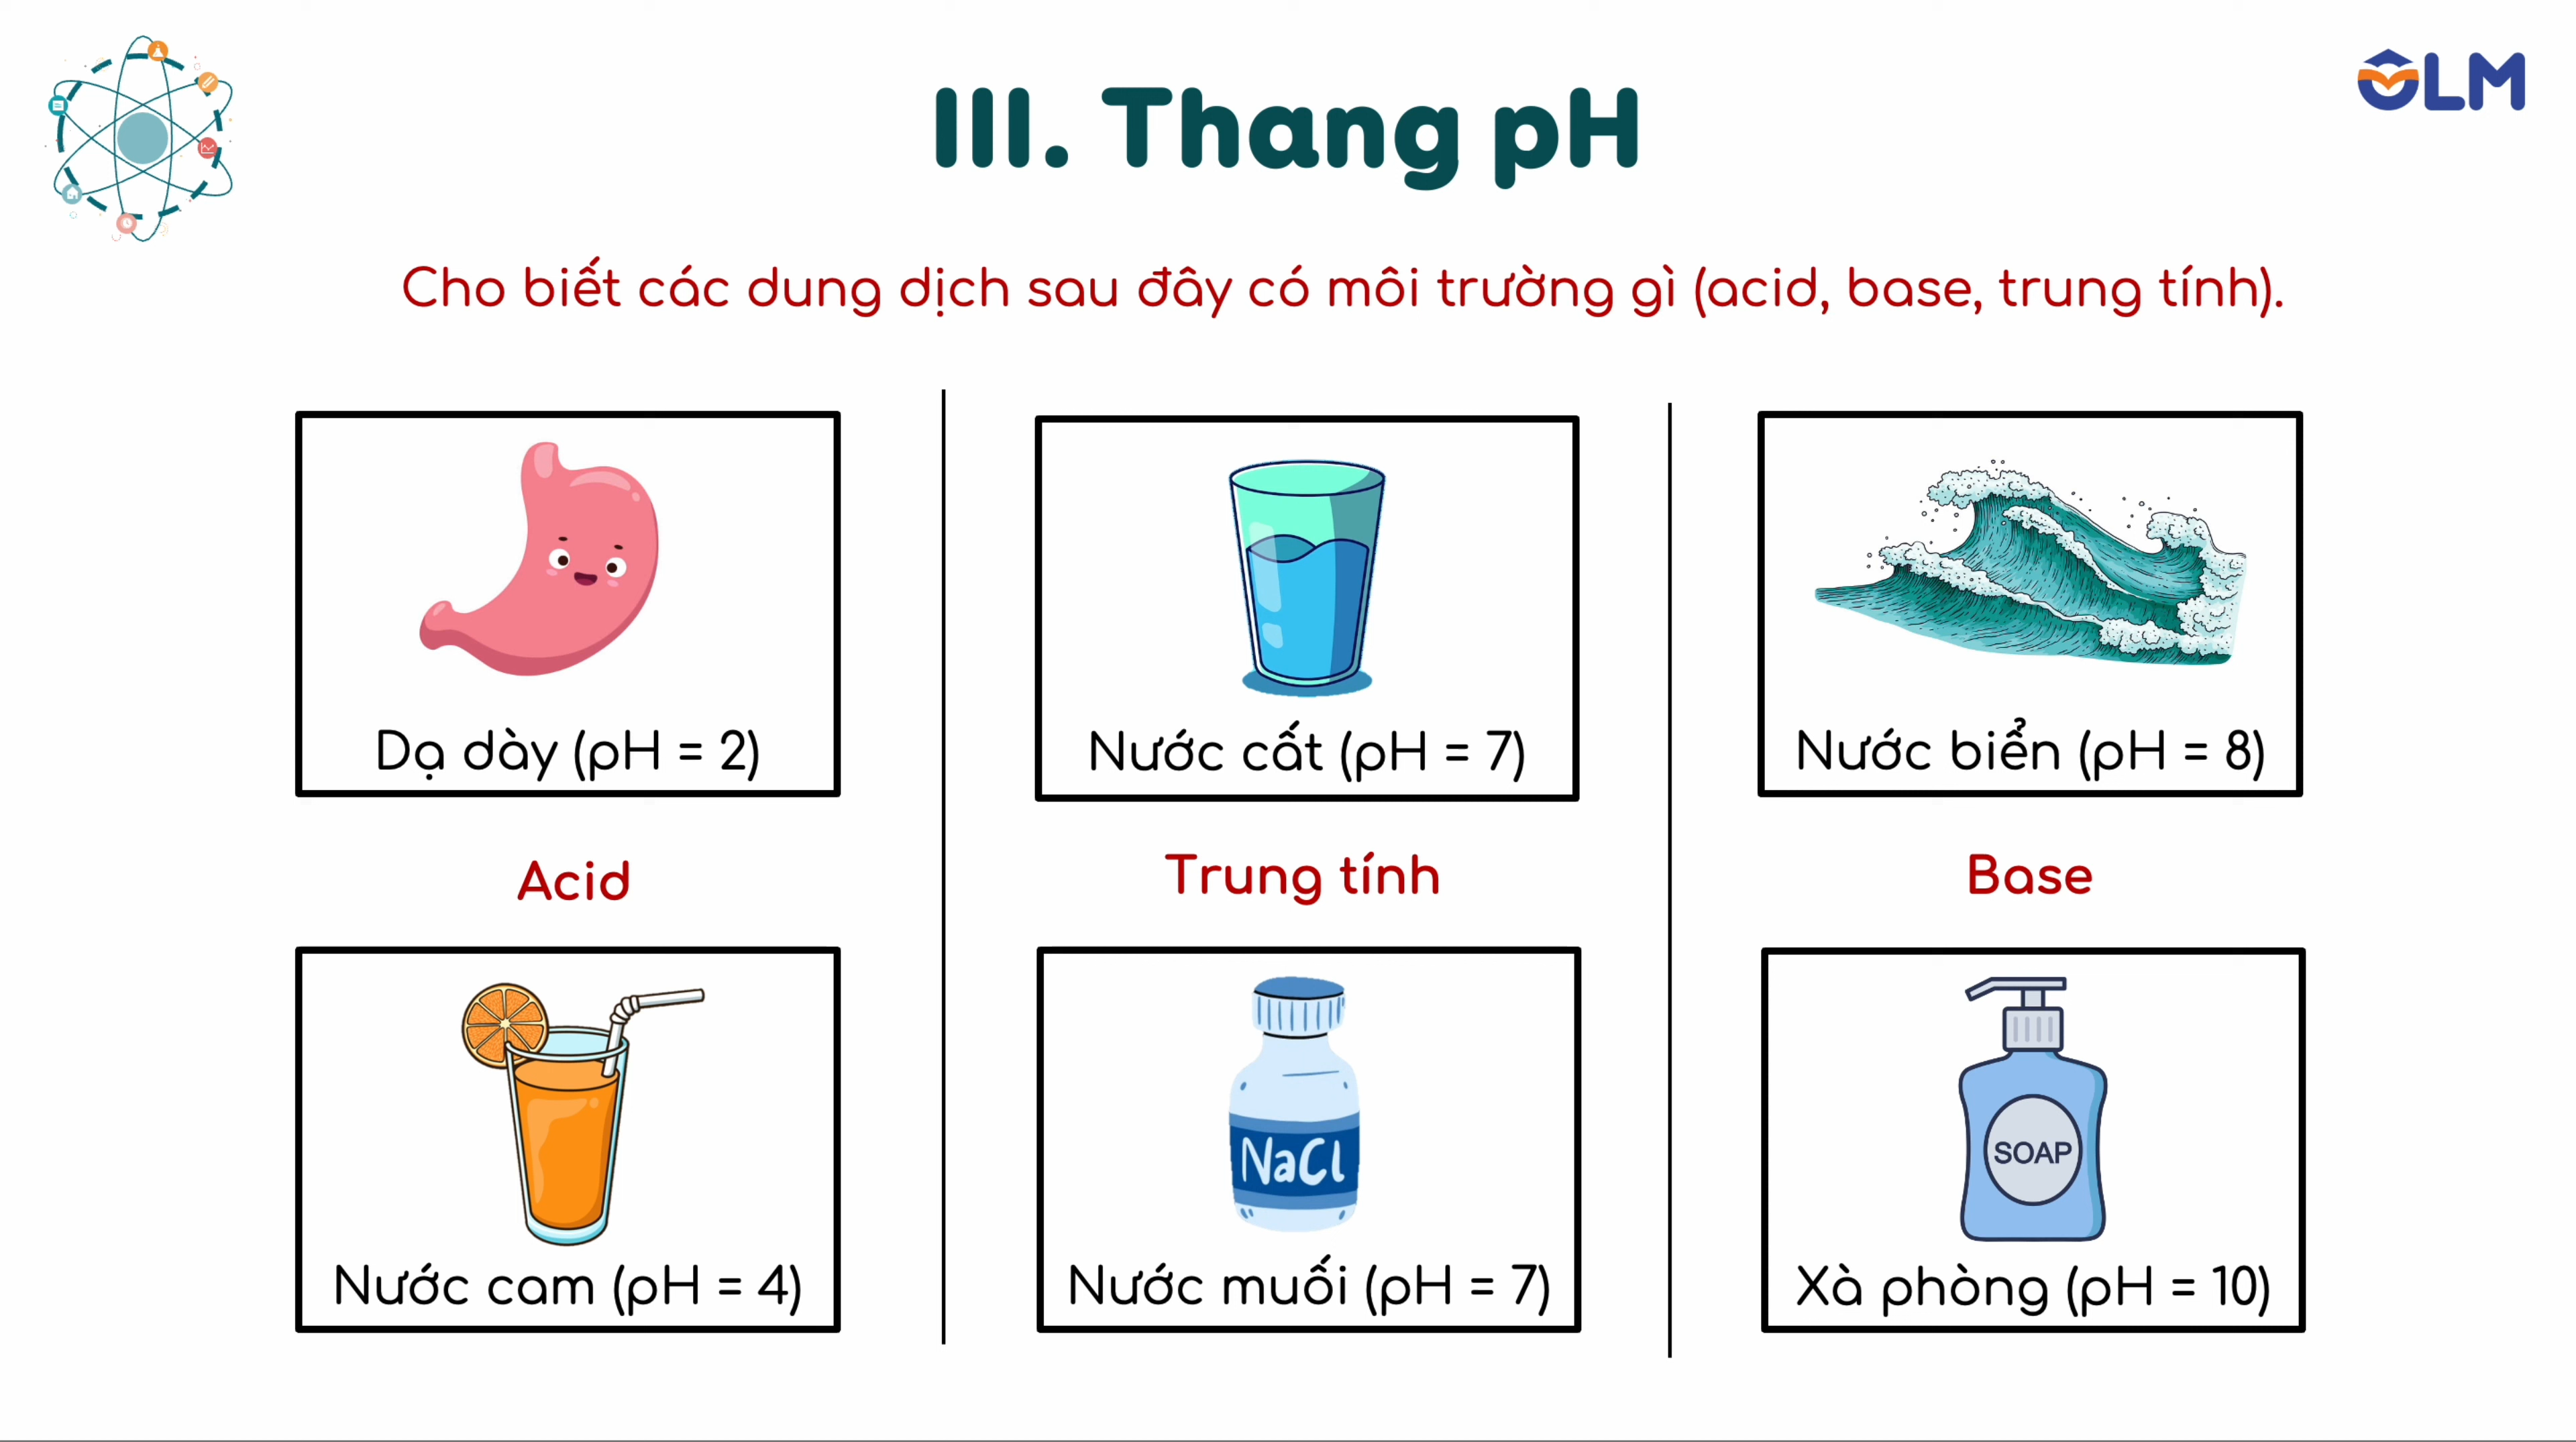 OLM
III. Thang pH
Cho biết các dung dịch sau đây có môi trường gì (acid, base, trung tính).
Dạ dày (pH = 2)
Nước cất (pH = 7)
Nước biển (pH = 8)
Acid
Trung tính
Base
NaCl
SOAP
Nước cam (pH = 4)
Nước muối (pH = 7)
Xà phòng (pH = 10)